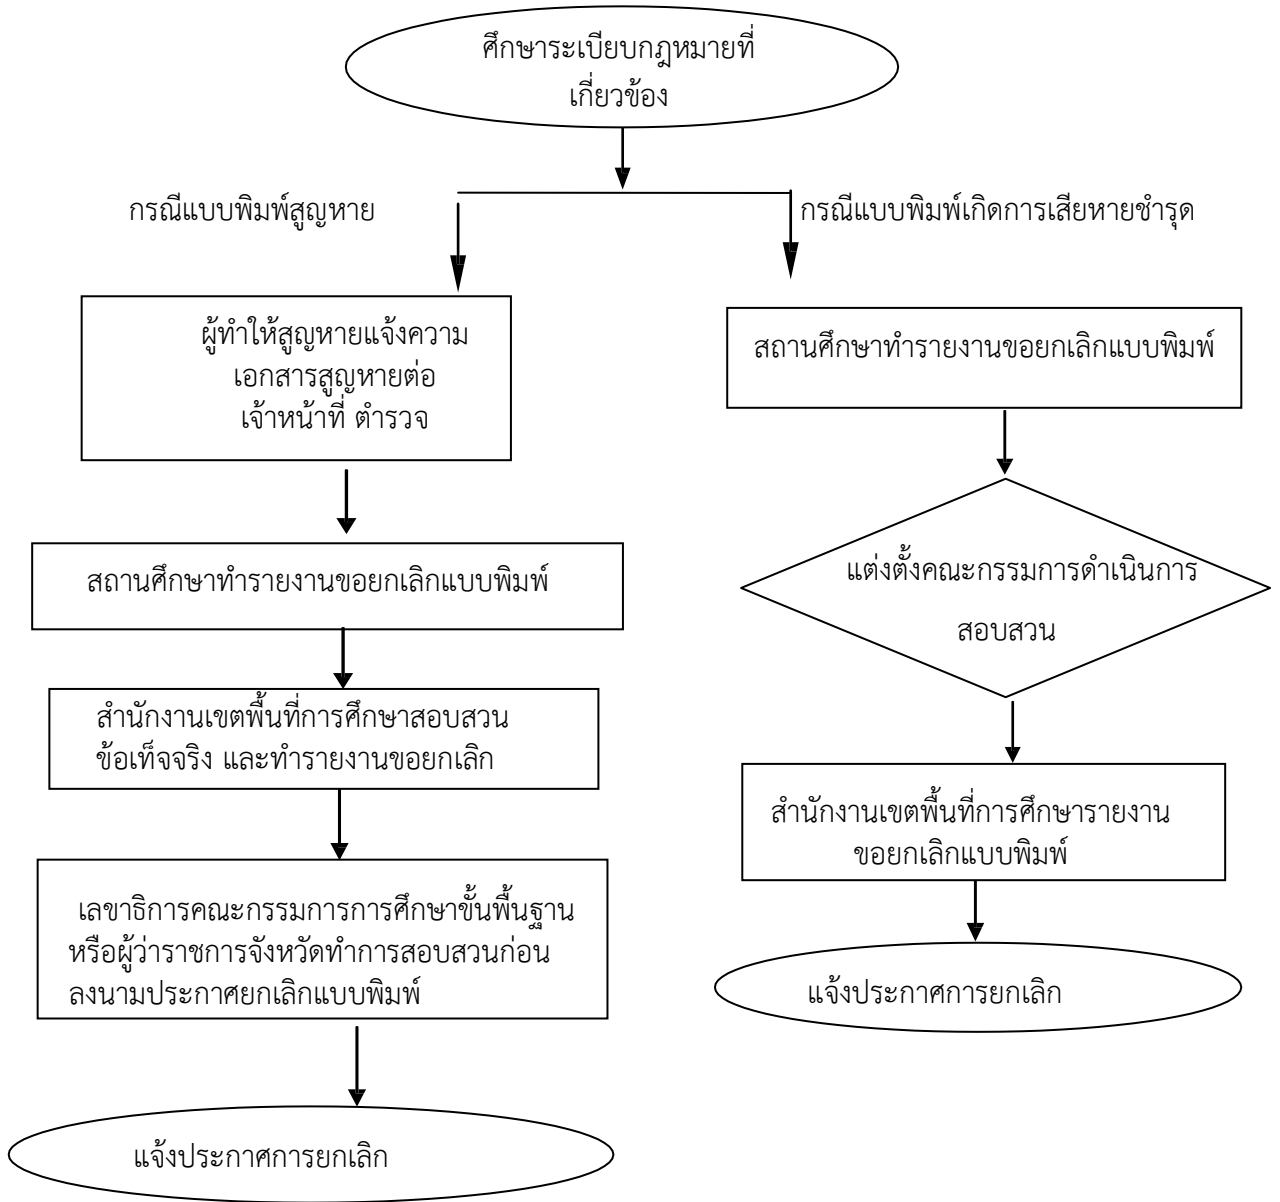 ศึกษาระเบียบกฎหมายที่
เกี่ยวข้อง
กรณีแบบพิมพ์สูญหาย
ผู้ทำให้สูญหายแจ้งความ
เอกสารสูญหายต่อ
เจ้าหน้าที่ ตำรวจ
สถานศึกษาทำรายงานขอยกเลิกแบบพิมพ์
สำนักงานเขตพื้นที่การศึกษาสอบสวน
ข้อเท็จจริง และทำรายงานขอยกเลิก
เลขาธิการคณะกรรมการการศึกษาขั้นพื้นฐาน
หรือผู้ว่าราชการจังหวัดทำการสอบสวนก่อน
ลงนามประกาศยกเลิกแบบพิมพ์
แจ้งประกาศการยกเลิก
กรณีแบบพิมพ์เกิดการเสียหายชำรุด
สถานศึกษาทำรายงานขอยกเลิกแบบพิมพ์
แต่งตั้งคณะกรรมการดำเนินการ
สอบสวน
สำนักงานเขตพื้นที่การศึกษารายงาน
ขอยกเลิกแบบพิมพ์
แจ้งประกาศการยกเลิก